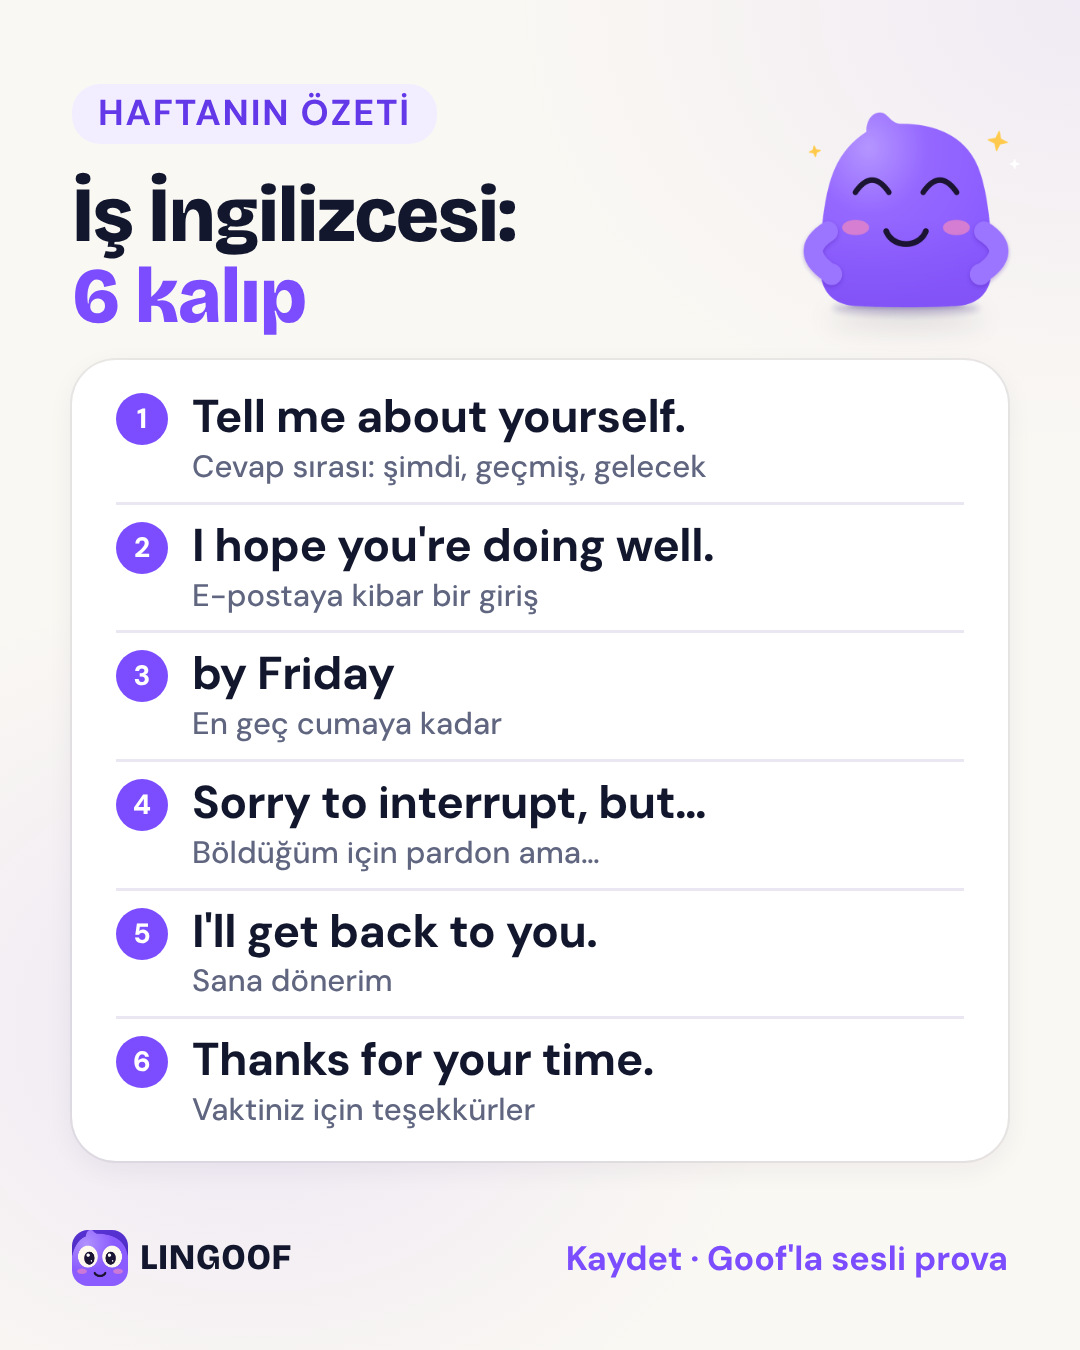 HAFTANIN ÖZETİ
İş İngilizcesi:
6 kalıp
1 Tell me about yourself.
Cevap sırası: şimdi, geçmiş, gelecek
2 I hope you're doing well.
E-postaya kibar bir giriş
3 by Friday
En geç cumaya kadar
4 Sorry to interrupt, but...
Böldüğüm için pardon ama...
5 I'll get back to you.
Sana dönerim
6 Thanks for your time.
Vaktiniz için teşekkürler
LINGOOF
Kaydet · Goof'la sesli prova